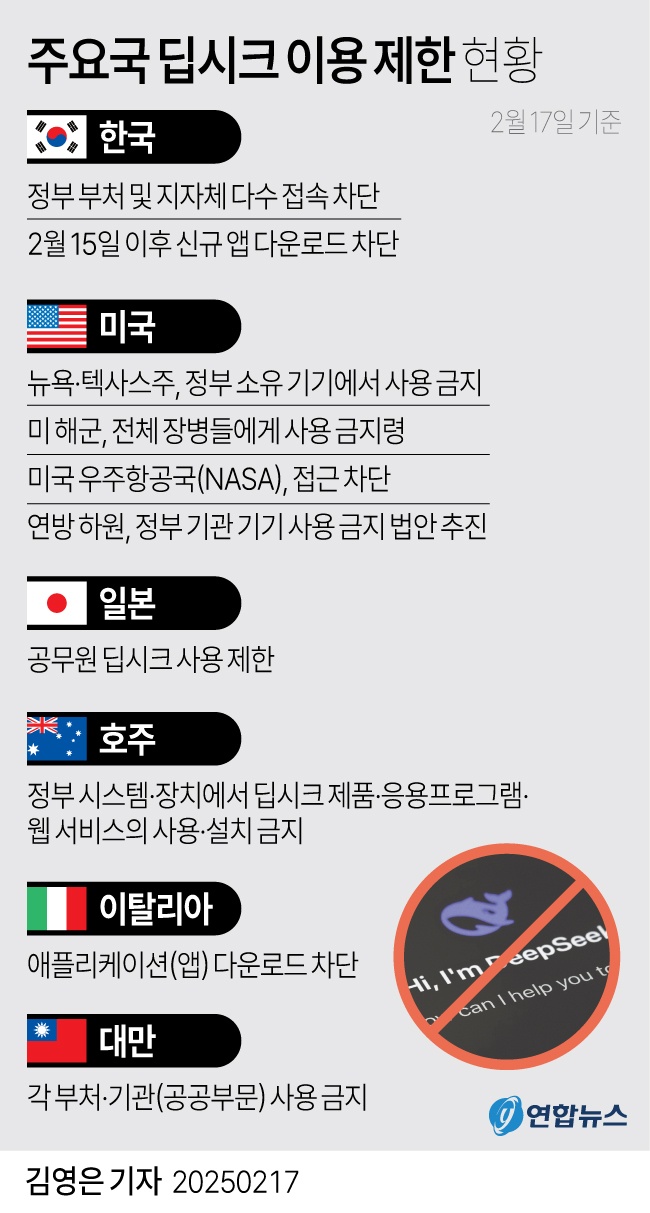 주요국 딥시크 이용 제한 현황
2월 17일 기준
한국
정부 부처 및 지자체 다수 접속 차단
2월 15일 이후 신규 앱 다운로드 차단
미국
뉴욕·텍사스주, 정부 소유 기기에서 사용 금지
미 해군, 전체 장병들에게 사용 금지령
미국 우주항공국(NASA), 접근 차단
연방 하원, 정부 기관 기기 사용 금지 법안 추진
일본
공무원 딥시크 사용 제한
호주
정부 시스템·장치에서 딥시크 제품·응용프로그램·
웹 서비스의 사용·설치 금지
이탈리아
애플리케이션(앱) 다운로드 차단
Hi, I'm DeepSeek
can I help you
대만
각 부처·기관(공공부문) 사용 금지
연합뉴스
김영은 기자 20250217